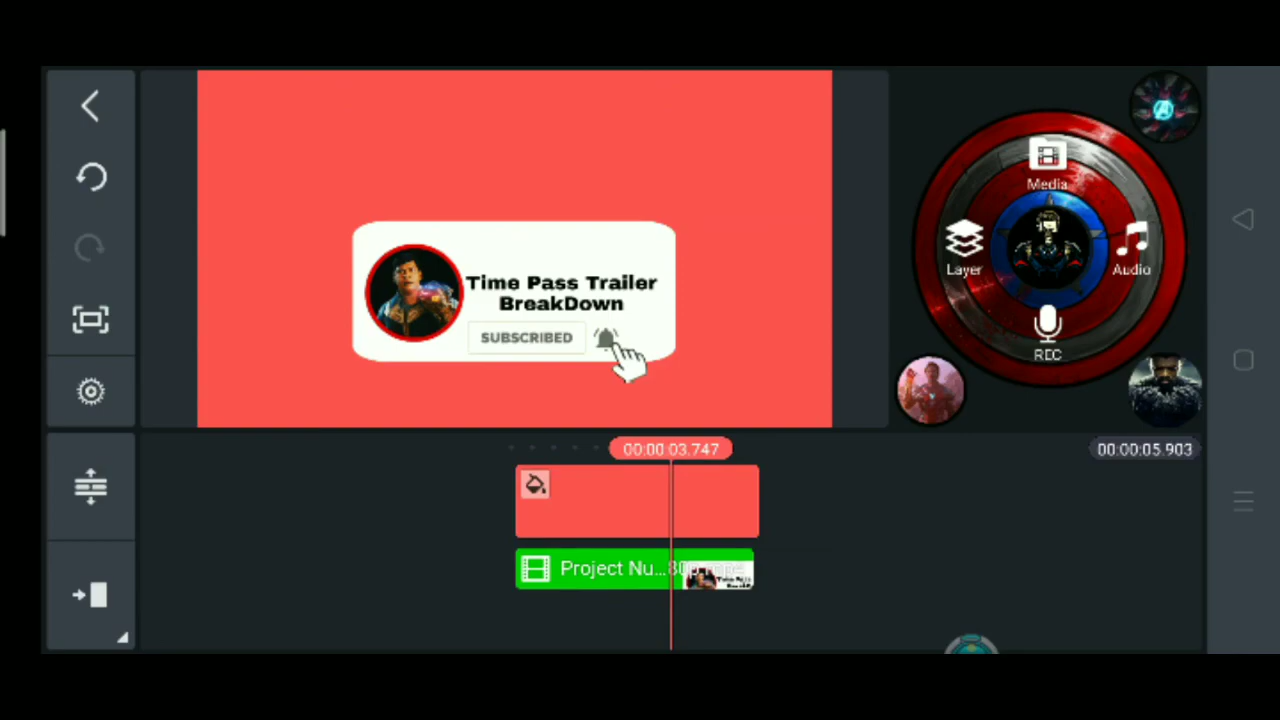 Time Pass Trailer
BreakDown
SUBSCRIBED
Media
Layer
Audio
REC
00:00:03.747
00:00:05.903
Project Nu...80p